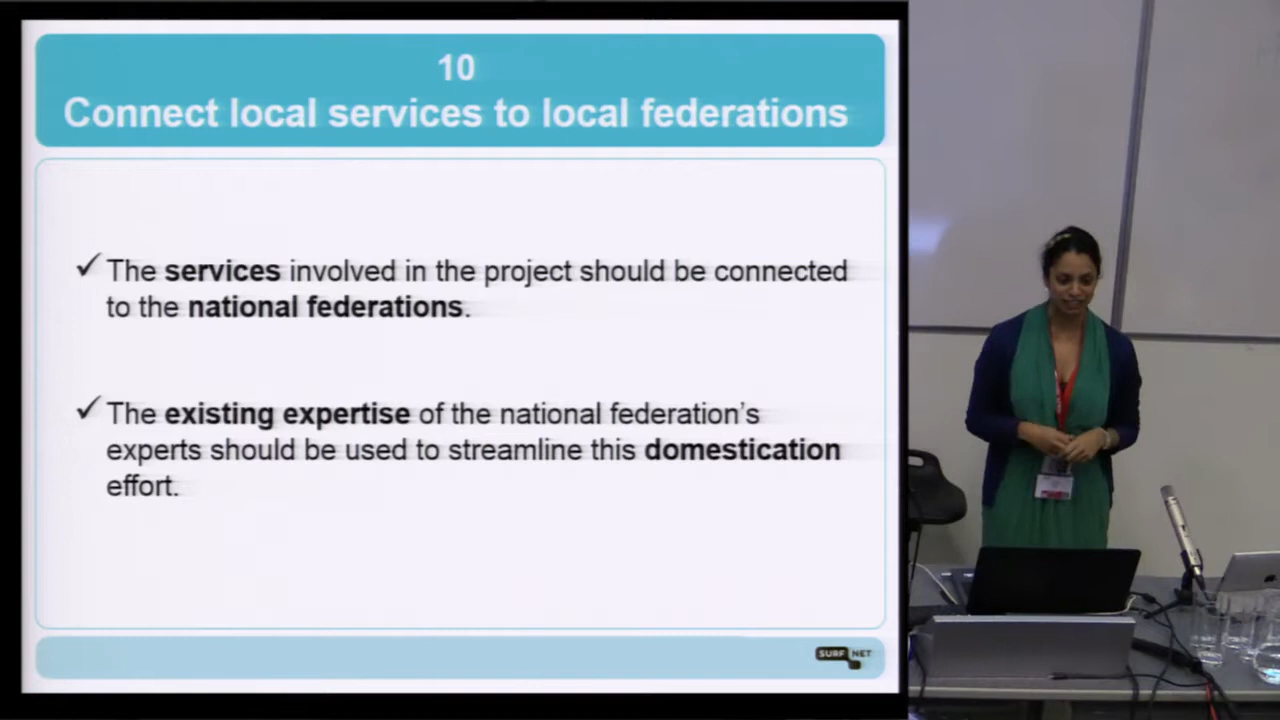 10
Connect local services to local federations
✓ The services involved in the project should be connected
to the national federations.
✓ The existing expertise of the national federation's
experts should be used to streamline this domestication
effort.
SURF NET